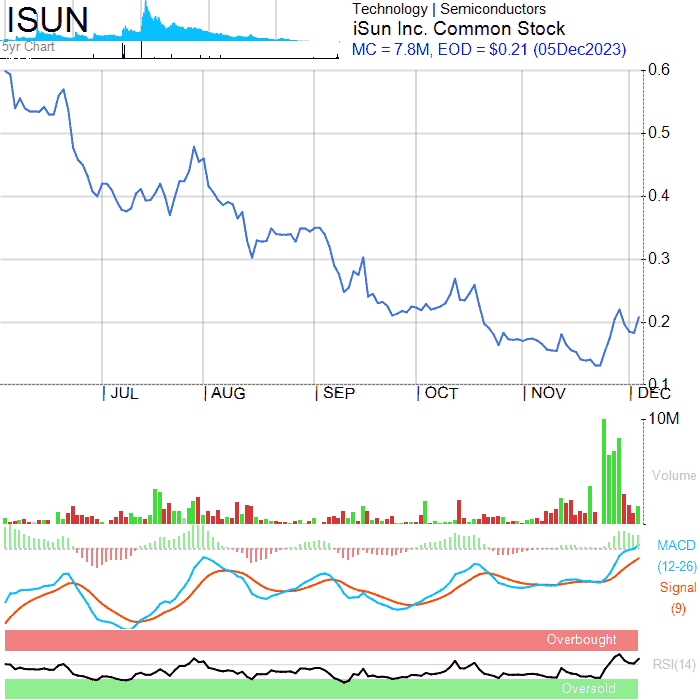 ISUN
5yr Chart
Technology | Semiconductors
iSun Inc. Common Stock
MC = 7.8M, EOD = $0.21 (05Dec2023)
0.6
0.5
0.4
0.3
0.2
0.1
JUL
AUG
SEP
OCT
NOV
DEC
10M
Volume
MACD
(12-26)
Signal
(9)
Overbought
RSI(14)
Oversold